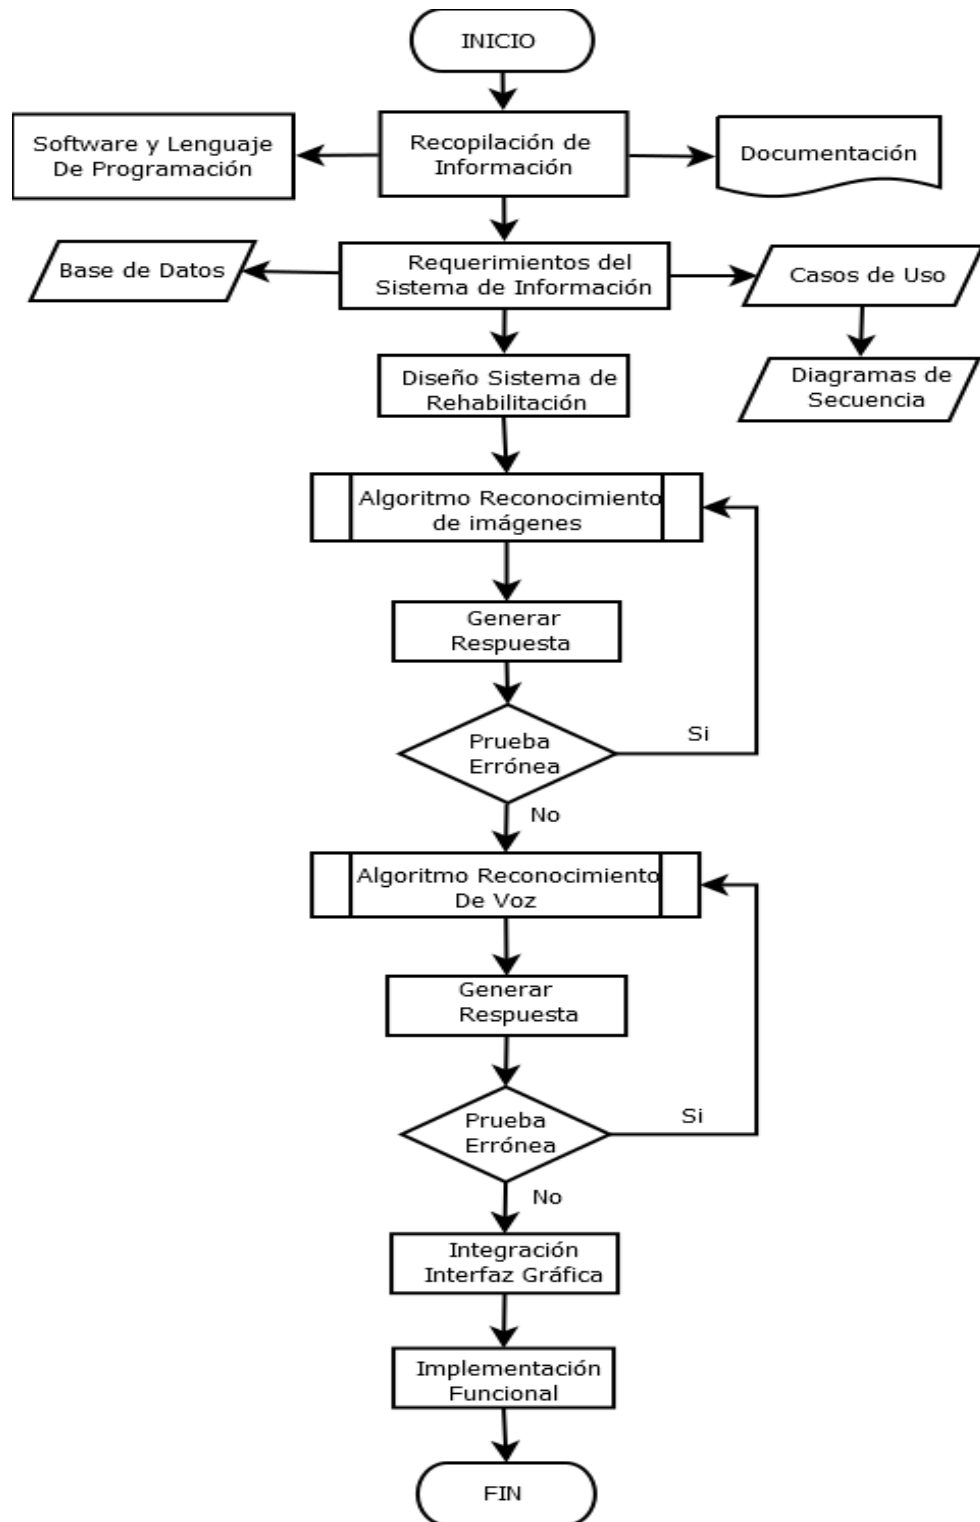 INICIO
Software y Lenguaje
De Programación
Recopilación de
Información
Documentación
Base de Datos
Requerimientos del
Sistema de Información
Casos de Uso
Diseño Sistema de
Rehabilitación
Diagramas de
Secuencia
Algoritmo Reconocimiento
de imágenes
Generar
Respuesta
Prueba
Errónea
Si
No
Algoritmo Reconocimiento
De Voz
Generar
Respuesta
Prueba
Errónea
Si
No
Integración
Interfaz Gráfica
Implementación
Funcional
FIN